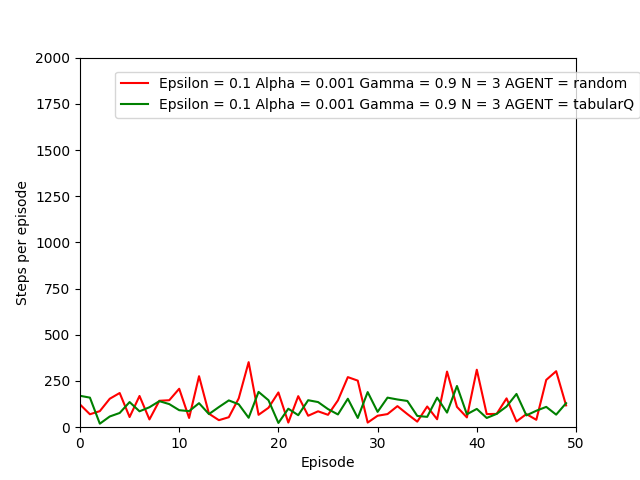 Epsilon = 0.1 Alpha = 0.001 Gamma = 0.9 N = 3 AGENT = random
Epsilon = 0.1 Alpha = 0.001 Gamma = 0.9 N = 3 AGENT = tabularQ
Steps per episode
2000
1750
1500
1250
1000
750
500
250
0
0 10 20 30 40 50
Episode